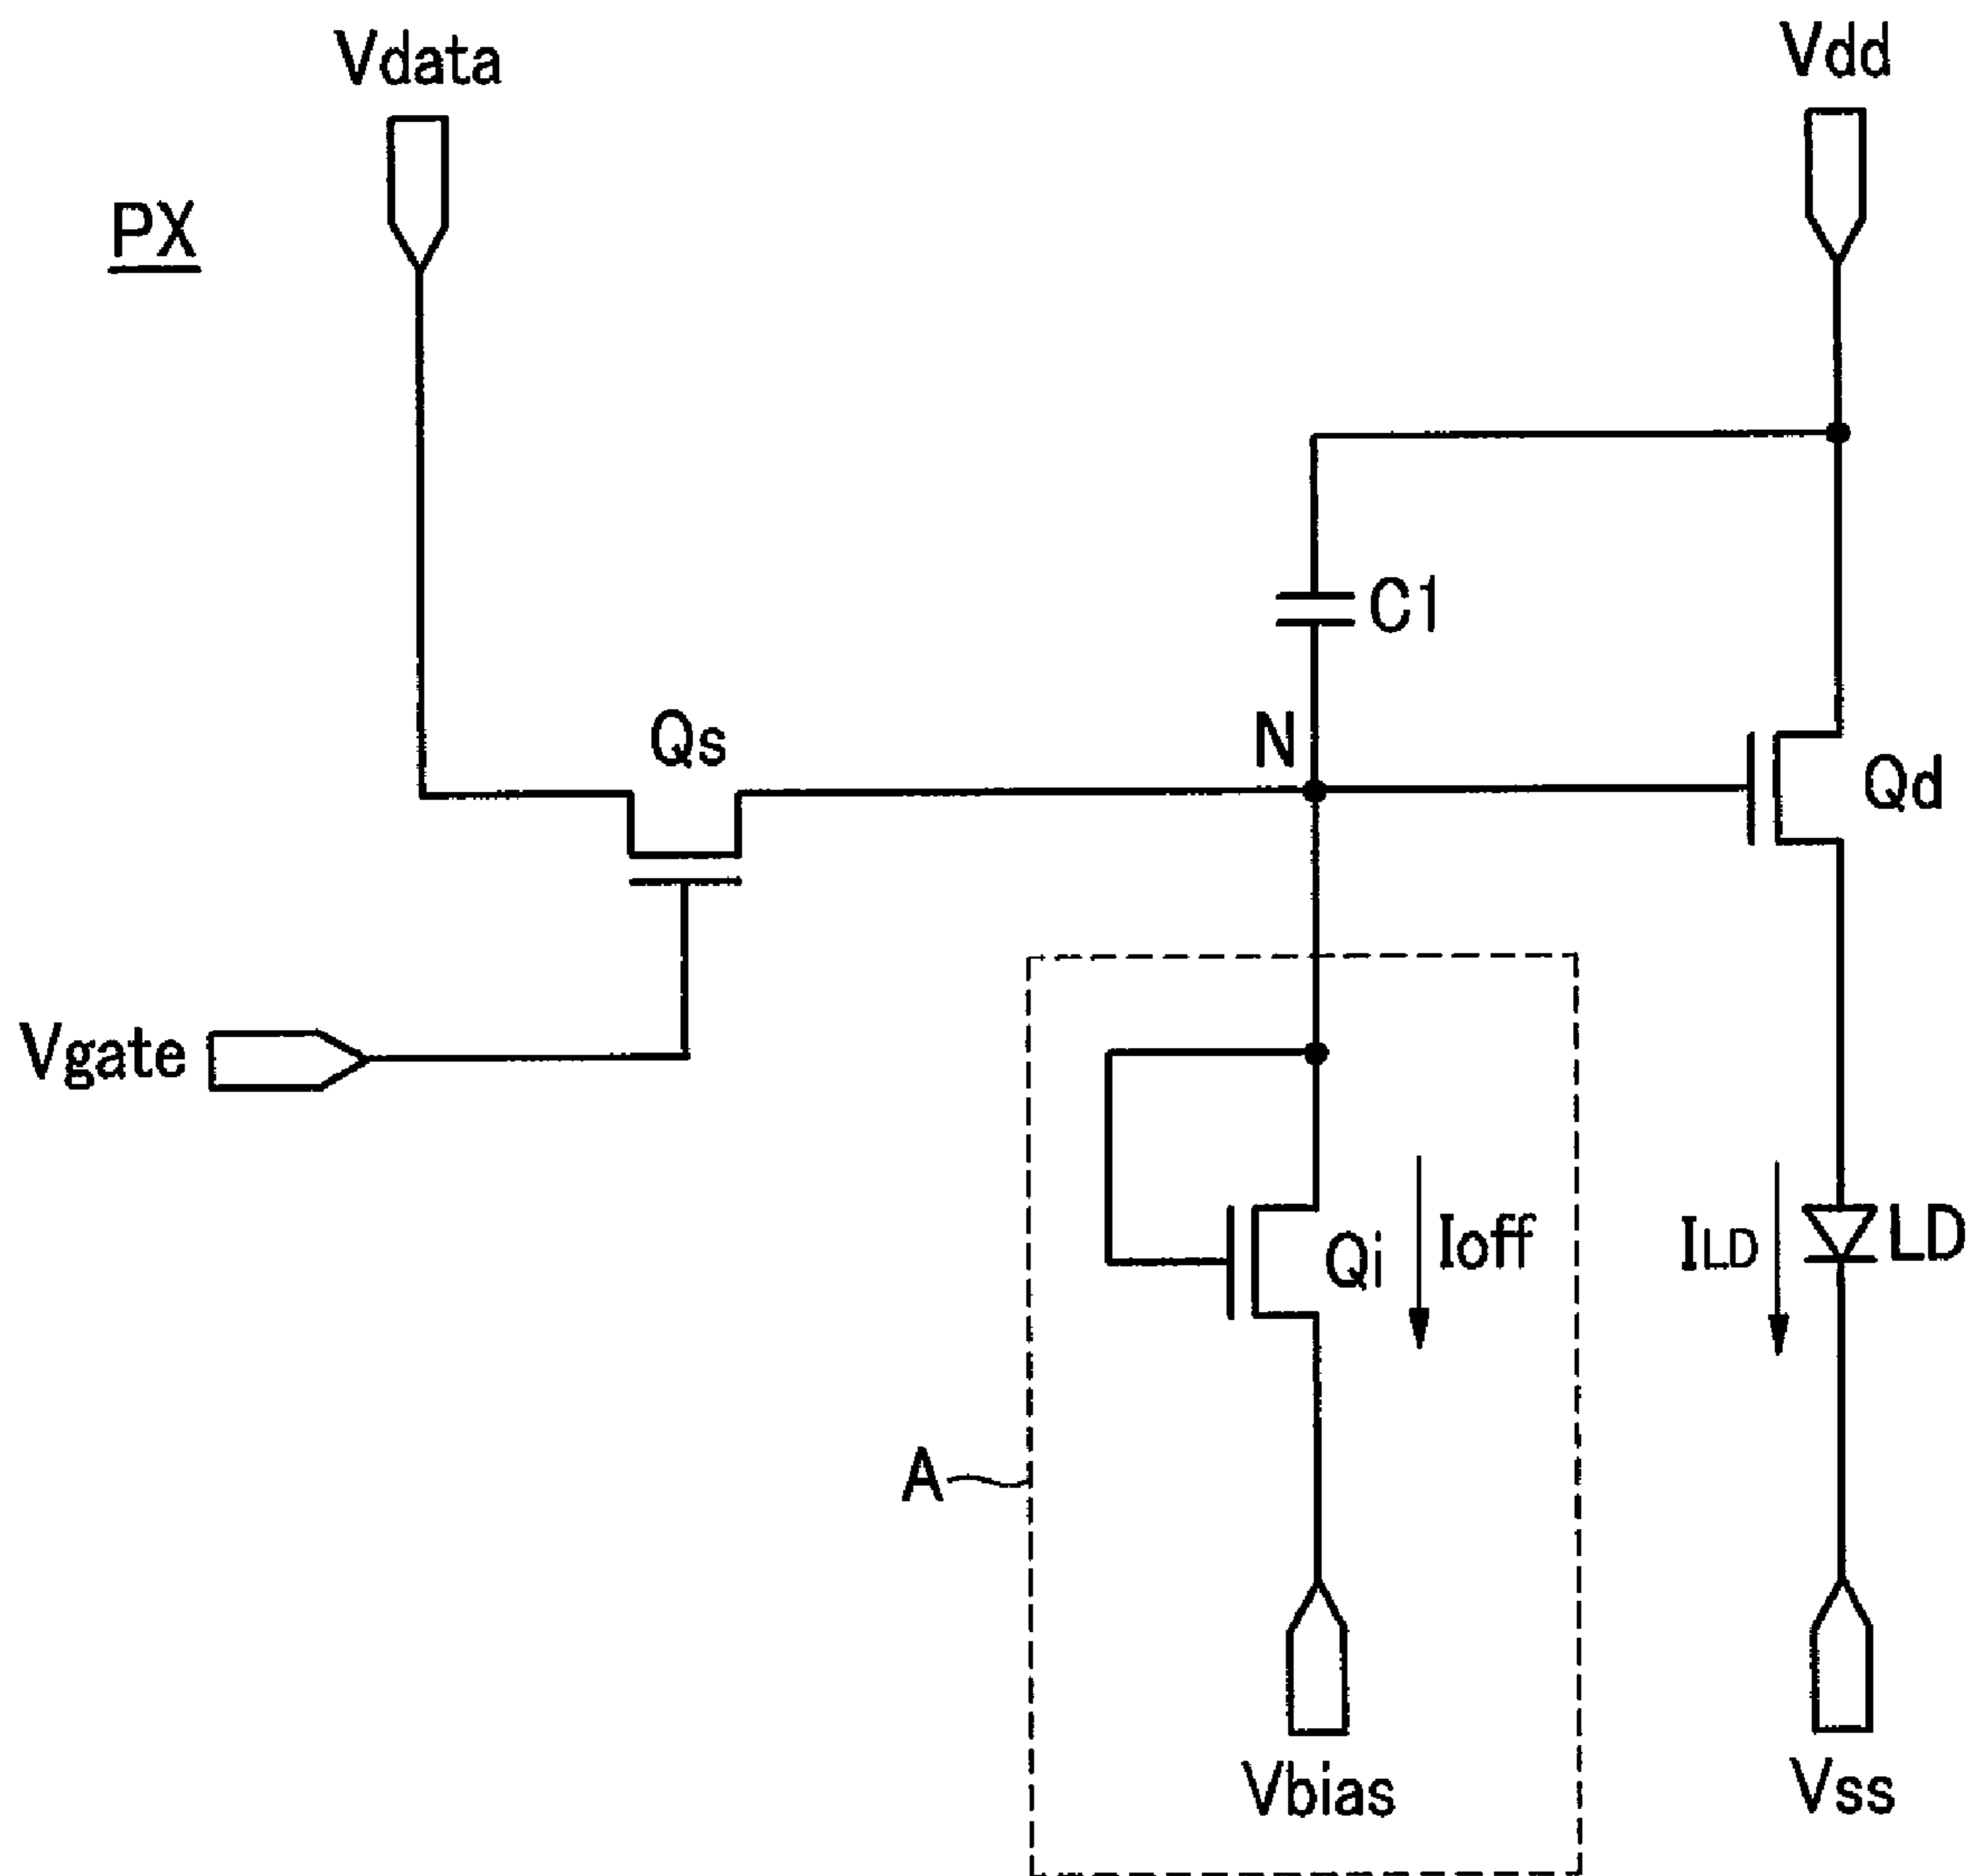 Vdata
Vdd
PX
C1
Qs
N
Qd
Vgate
Qi
Ioff
ILD
LD
A
Vbias
Vss